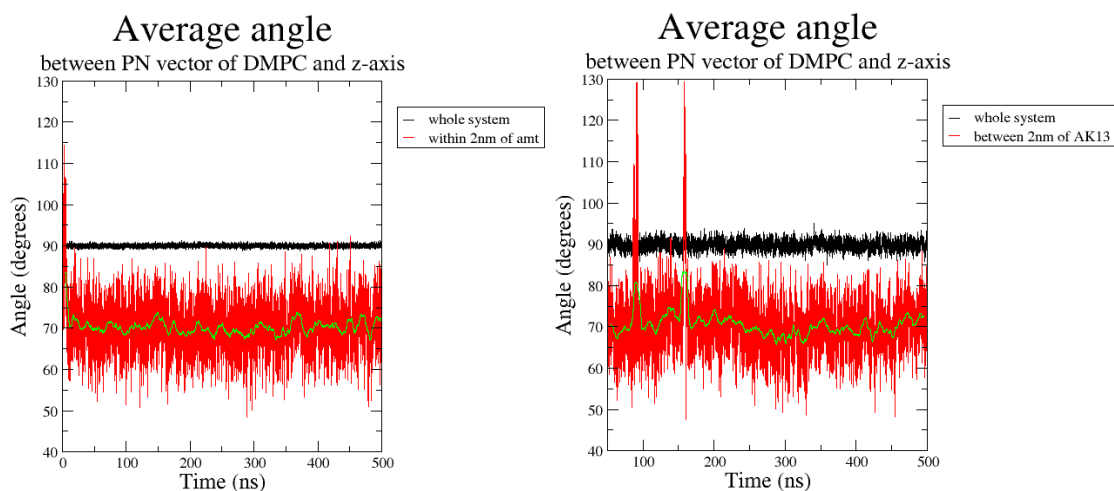 Average angle
between PN vector of DMPC and z-axis
130
120
110
100
90
80
70
60
50
40
Angle (degrees)
0
100
200
300
400
500
Time (ns)
whole system
within 2nm of amt
Average angle
between PN vector of DMPC and z-axis
130
120
110
100
90
80
70
60
50
40
Angle (degrees)
100
200
300
400
500
Time (ns)
whole system
between 2nm of AK13